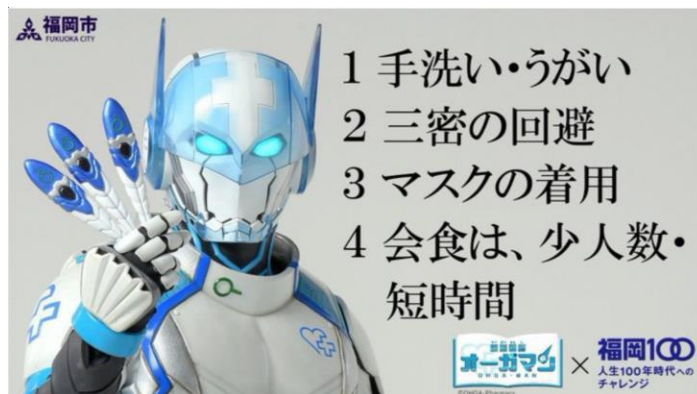 福岡市
FUKUOKA CITY
1 手洗い・うがい
2 三密の回避
3 マスクの着用
4 会食は、少人数・
短時間
オーガマン
×
福岡100
人生100年時代への
チャレンジ